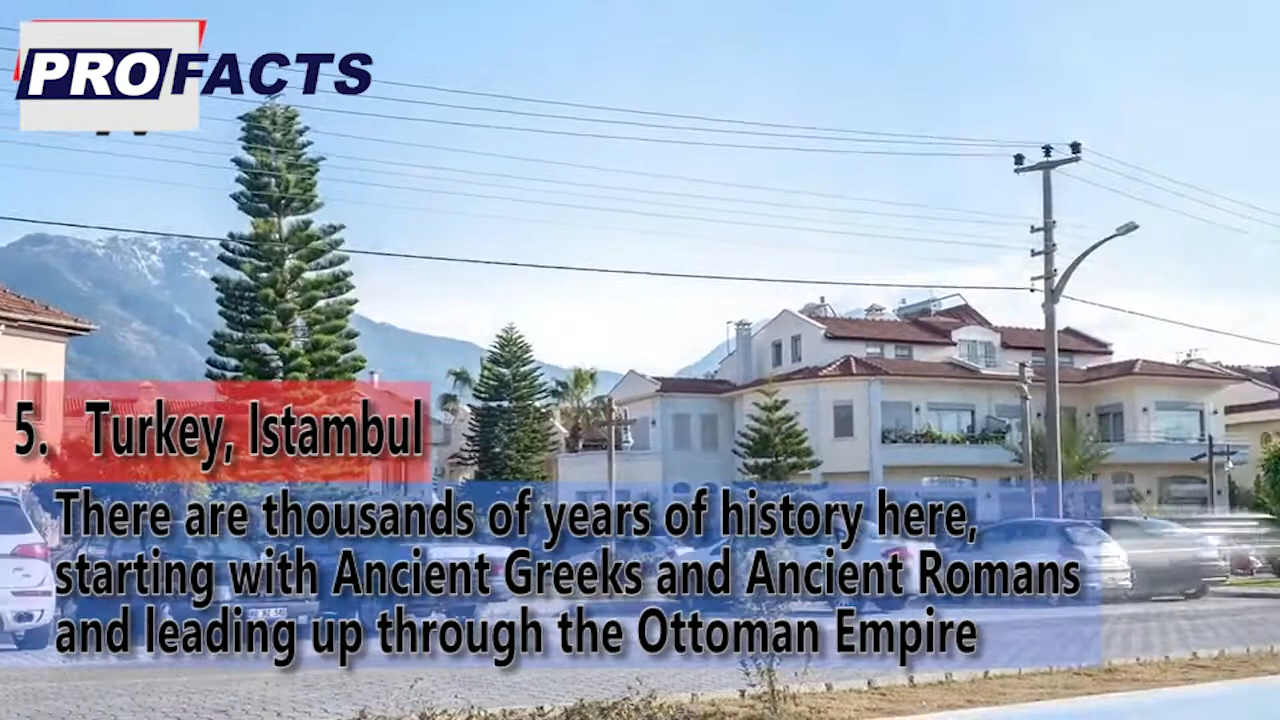 PROFACTS
5. Turkey, Istambul
There are thousands of years of history here,
starting with Ancient Greeks and Ancient Romans
and leading up through the Ottoman Empire